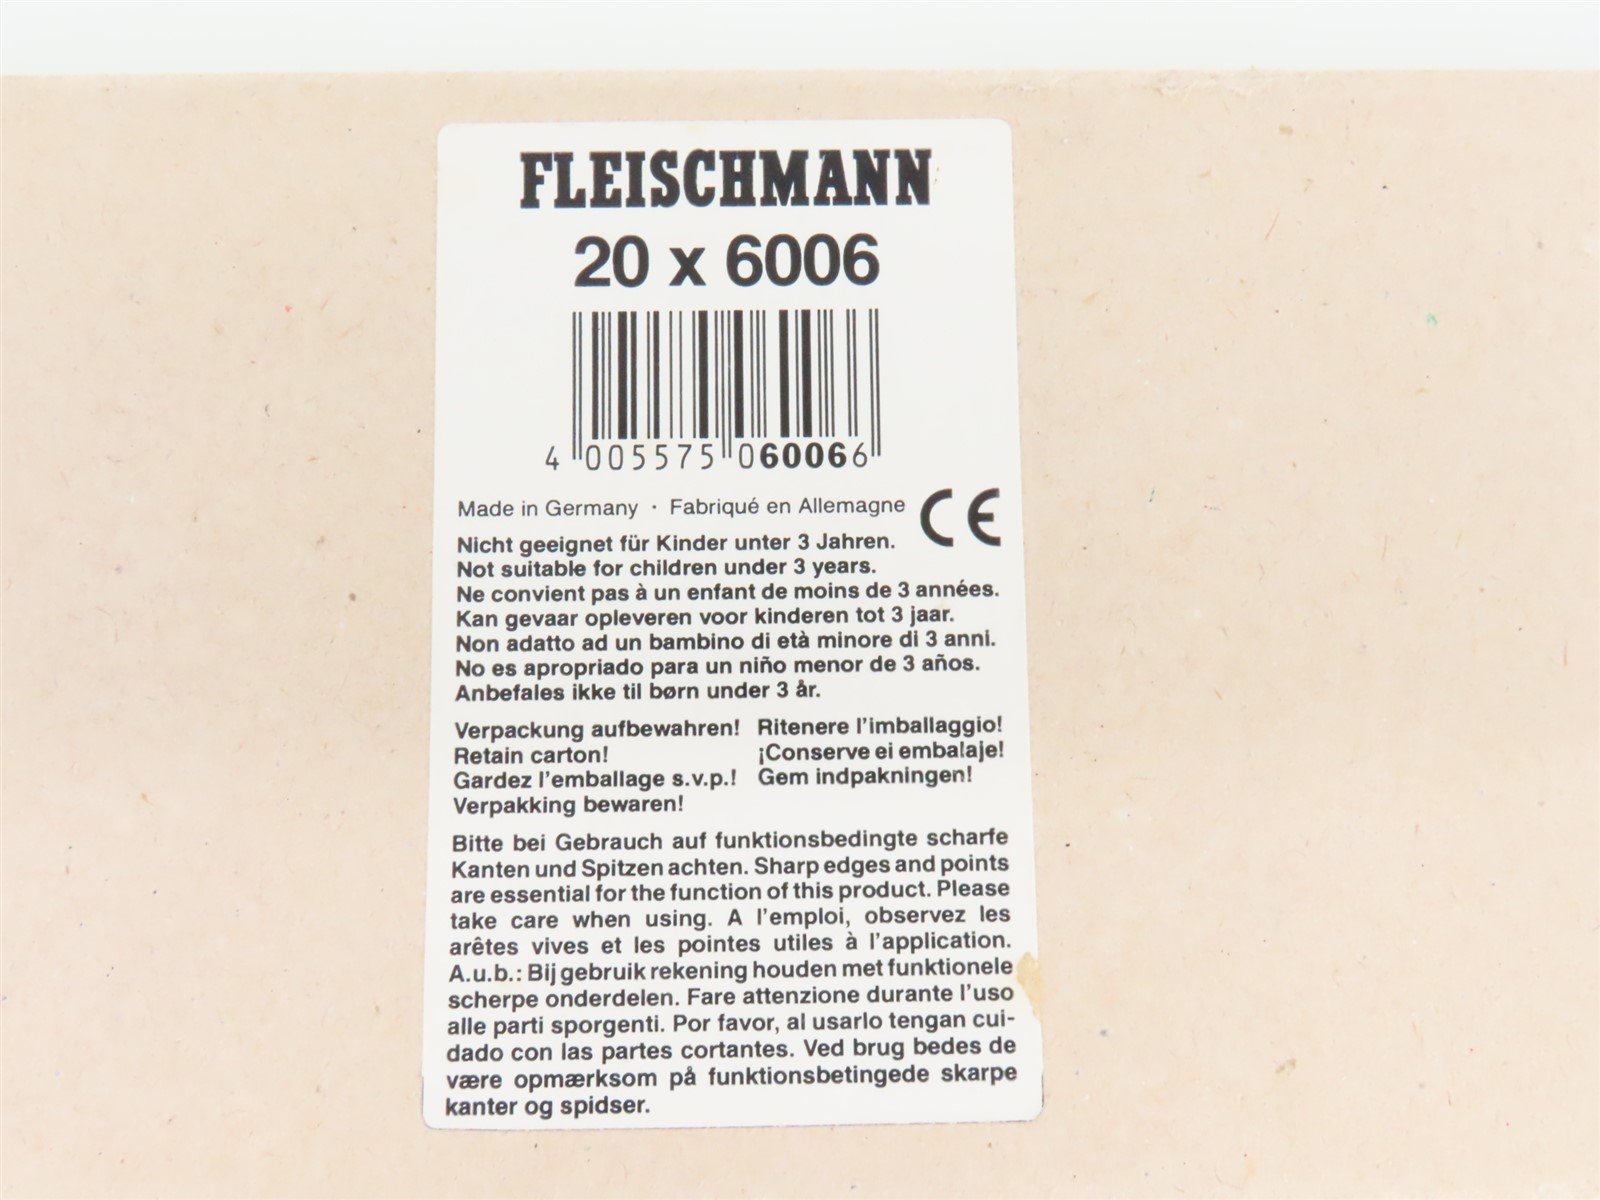 FLEISCHMANN
20 x 6006
4 005575 060066
Made in Germany · Fabriqué en Allemagne CE
Nicht geeignet für Kinder unter 3 Jahren.
Not suitable for children under 3 years.
Ne convient pas à un enfant de moins de 3 années.
Kan gevaar opleveren voor kinderen tot 3 jaar.
Non adatto ad un bambino di età minore di 3 anni.
No es apropriado para un niño menor de 3 años.
Anbefales ikke til børn under 3 år.
Verpackung aufbewahren! Ritenere l'imballaggio!
Retain carton! ¡Conserve ei embalaje!
Gardez l'emballage s.v.p.! Gem indpakningen!
Verpakking bewaren!
Bitte bei Gebrauch auf funktionsbedingte scharfe
Kanten und Spitzen achten. Sharp edges and points
are essential for the function of this product. Please
take care when using. A l'emploi, observez les
arêtes vives et les pointes utiles à l'application.
A.u.b.: Bij gebruik rekening houden met funktionele
scherpe onderdelen. Fare attenzione durante l'uso
alle parti sporgenti. Por favor, al usarlo tengan cui-
dado con las partes cortantes. Ved brug bedes de
være opmærksom på funktionsbetingede skarpe
kanter og spidser.